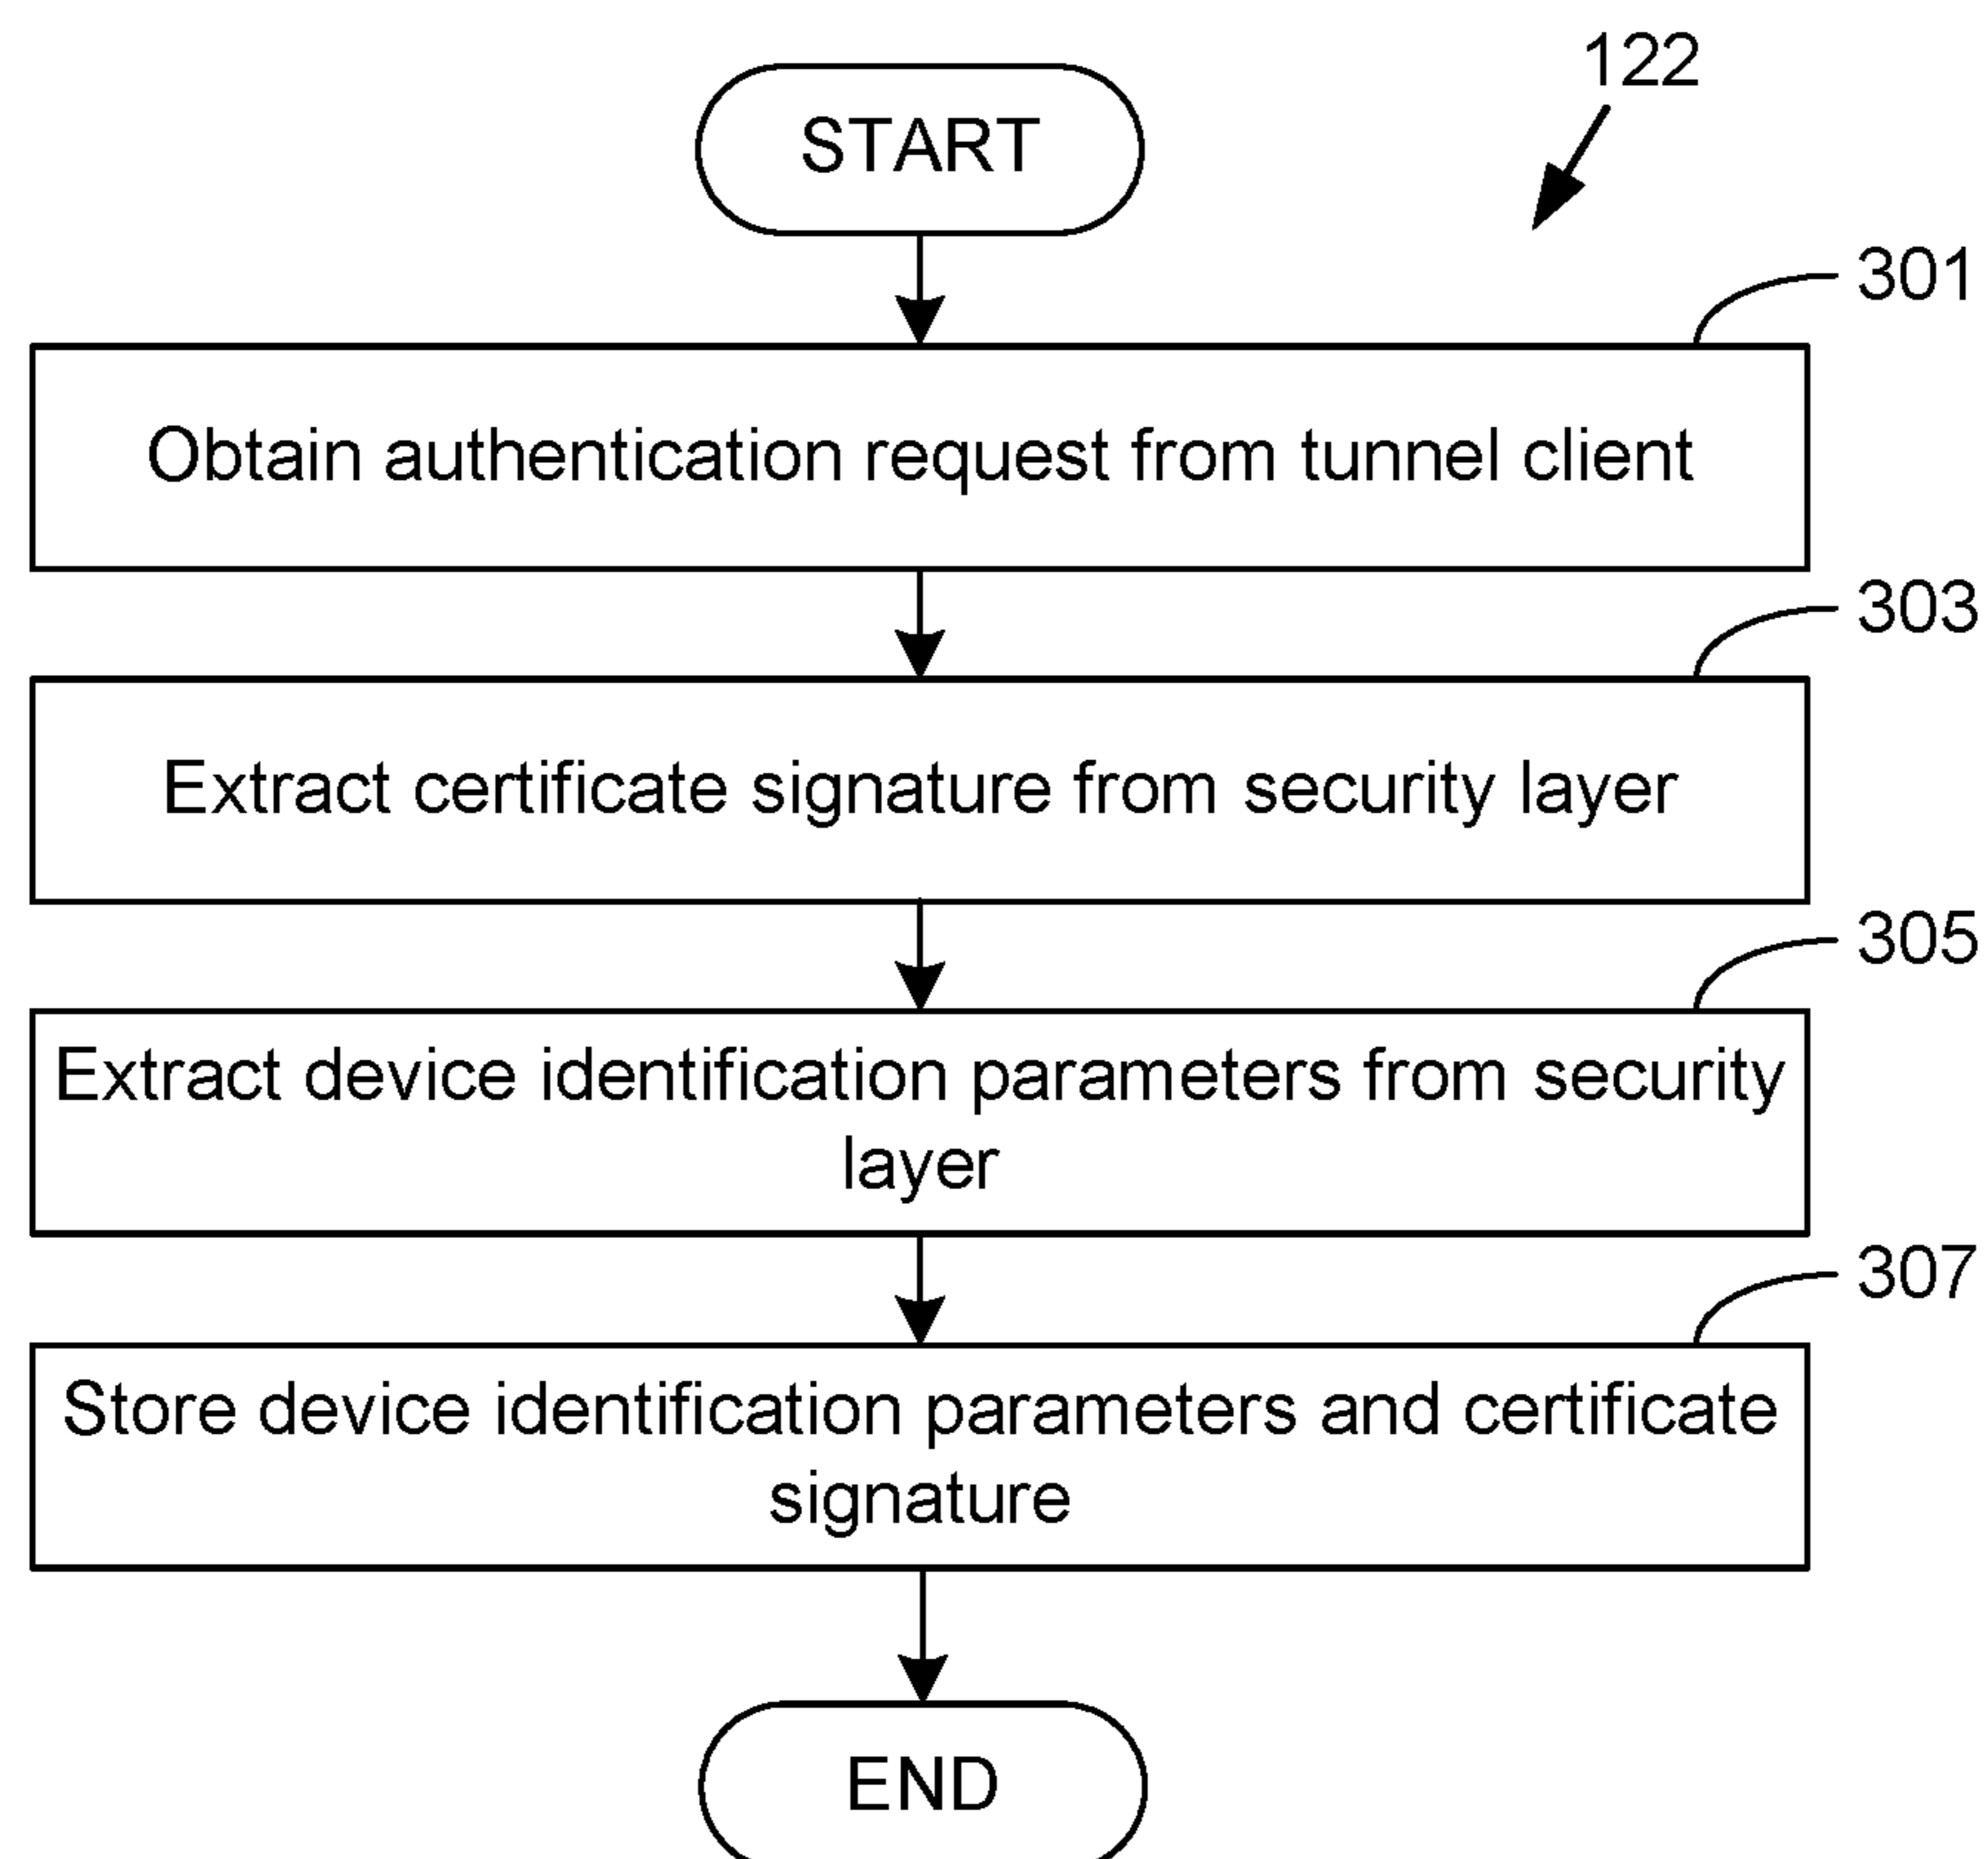 122
START
301
Obtain authentication request from tunnel client
303
Extract certificate signature from security layer
305
Extract device identification parameters from security
layer
307
Store device identification parameters and certificate
signature
END